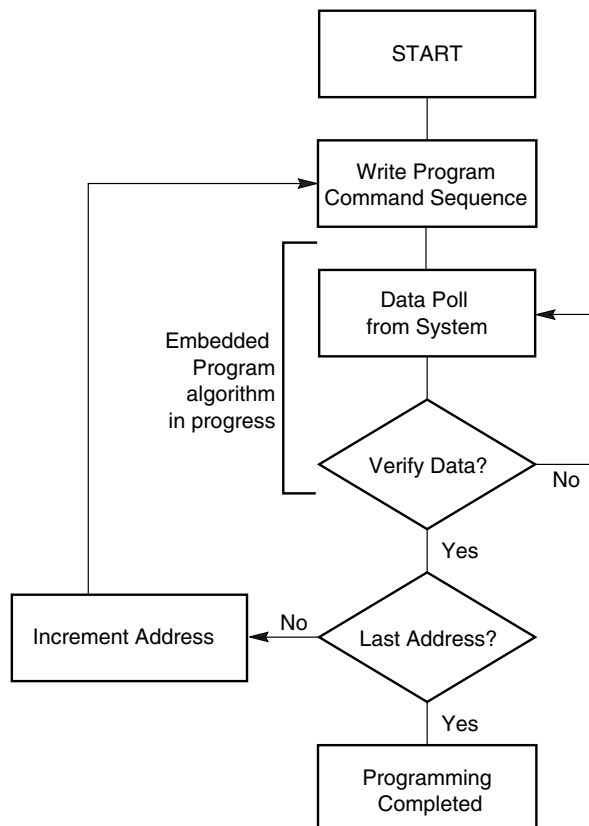 START
Write Program
Command Sequence
Data Poll
from System
Embedded
Program
algorithm
in progress
Verify Data?
No
Yes
Last Address?
No
Increment Address
Yes
Programming
Completed